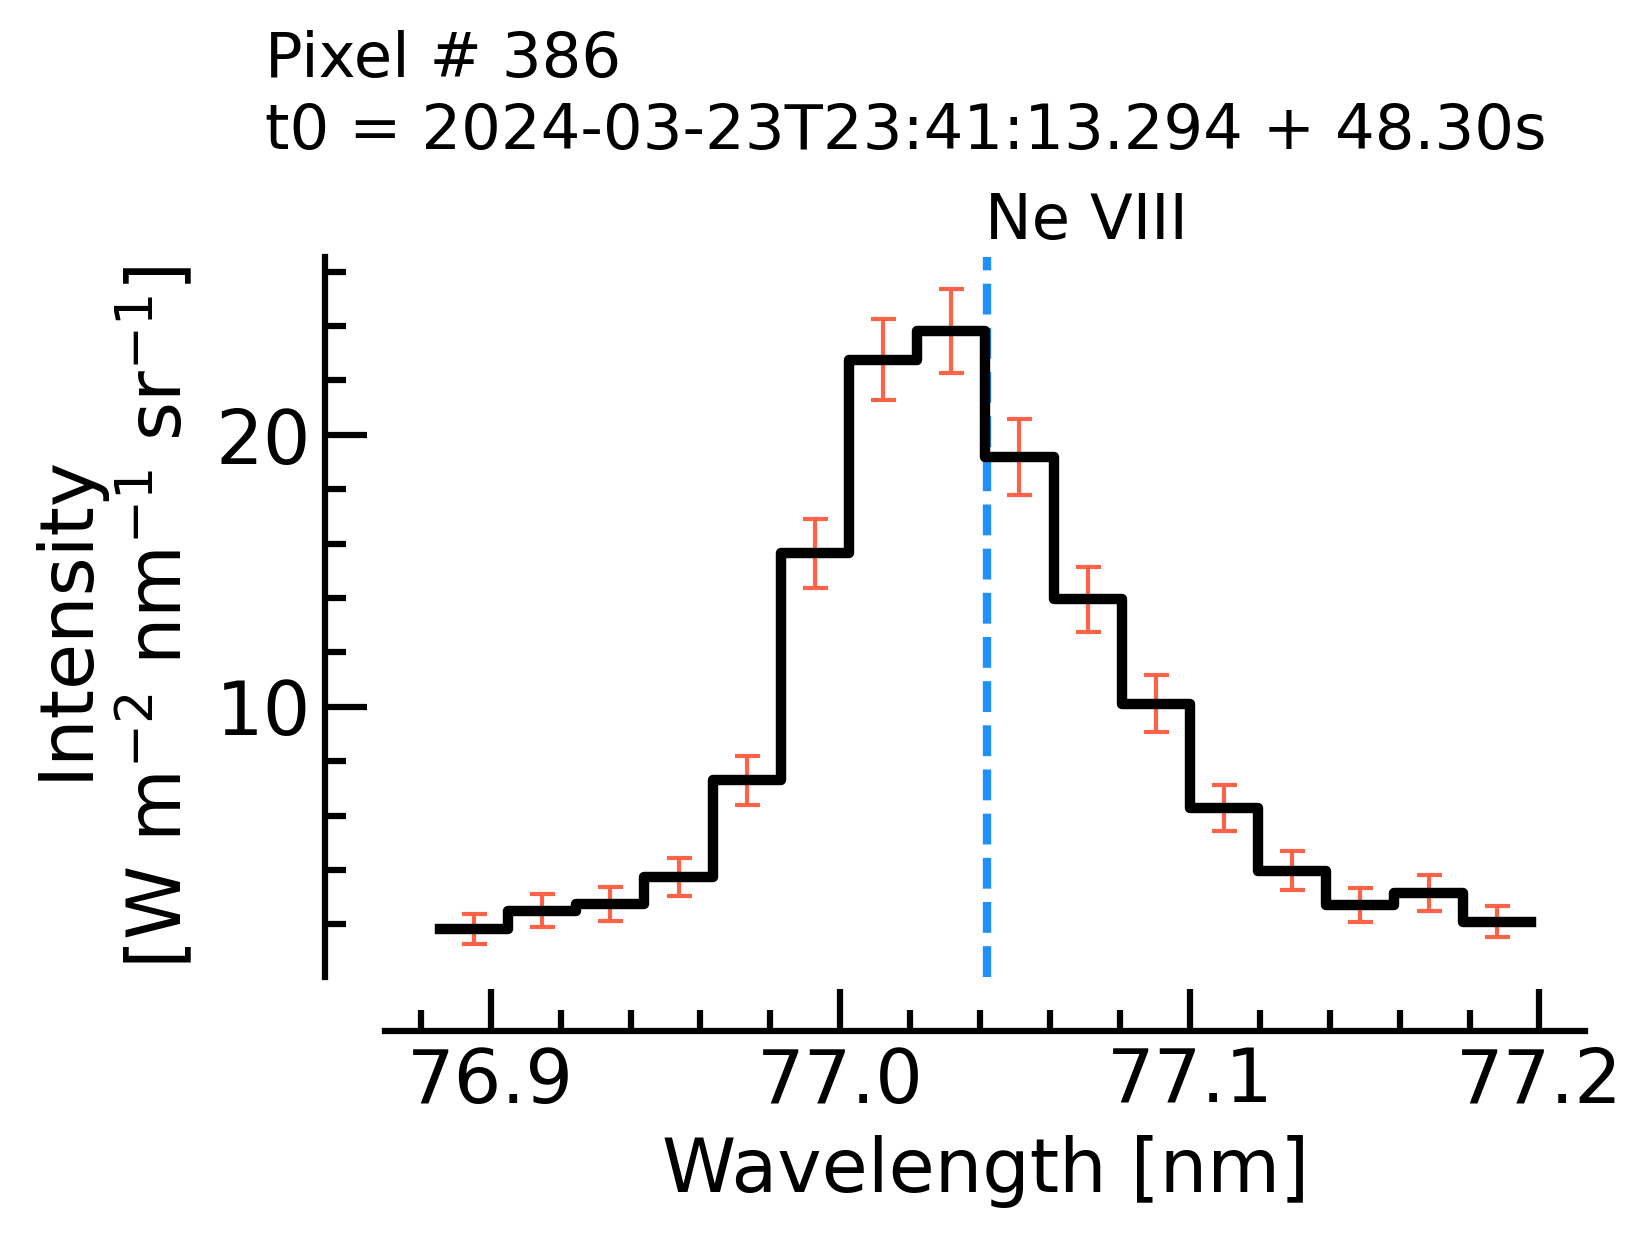 Pixel # 386
t0 = 2024-03-23T23:41:13.294 + 48.30s
Ne VIII
Intensity
[W m⁻² nm⁻¹ sr⁻¹]
20
10
76.9 77.0 77.1 77.2
Wavelength [nm]